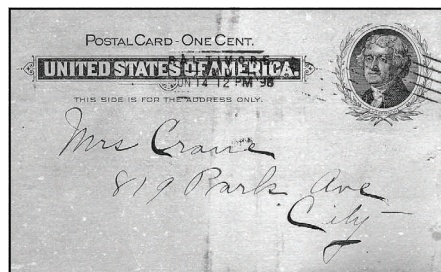 POSTAL CARD - ONE CENT.
BALTIMORE
UNITED STATES OF AMERICA.
JUN 14 12 PM '98
THIS SIDE IS FOR THE ADDRESS ONLY.
Mrs Crane
819 Park Ave
City